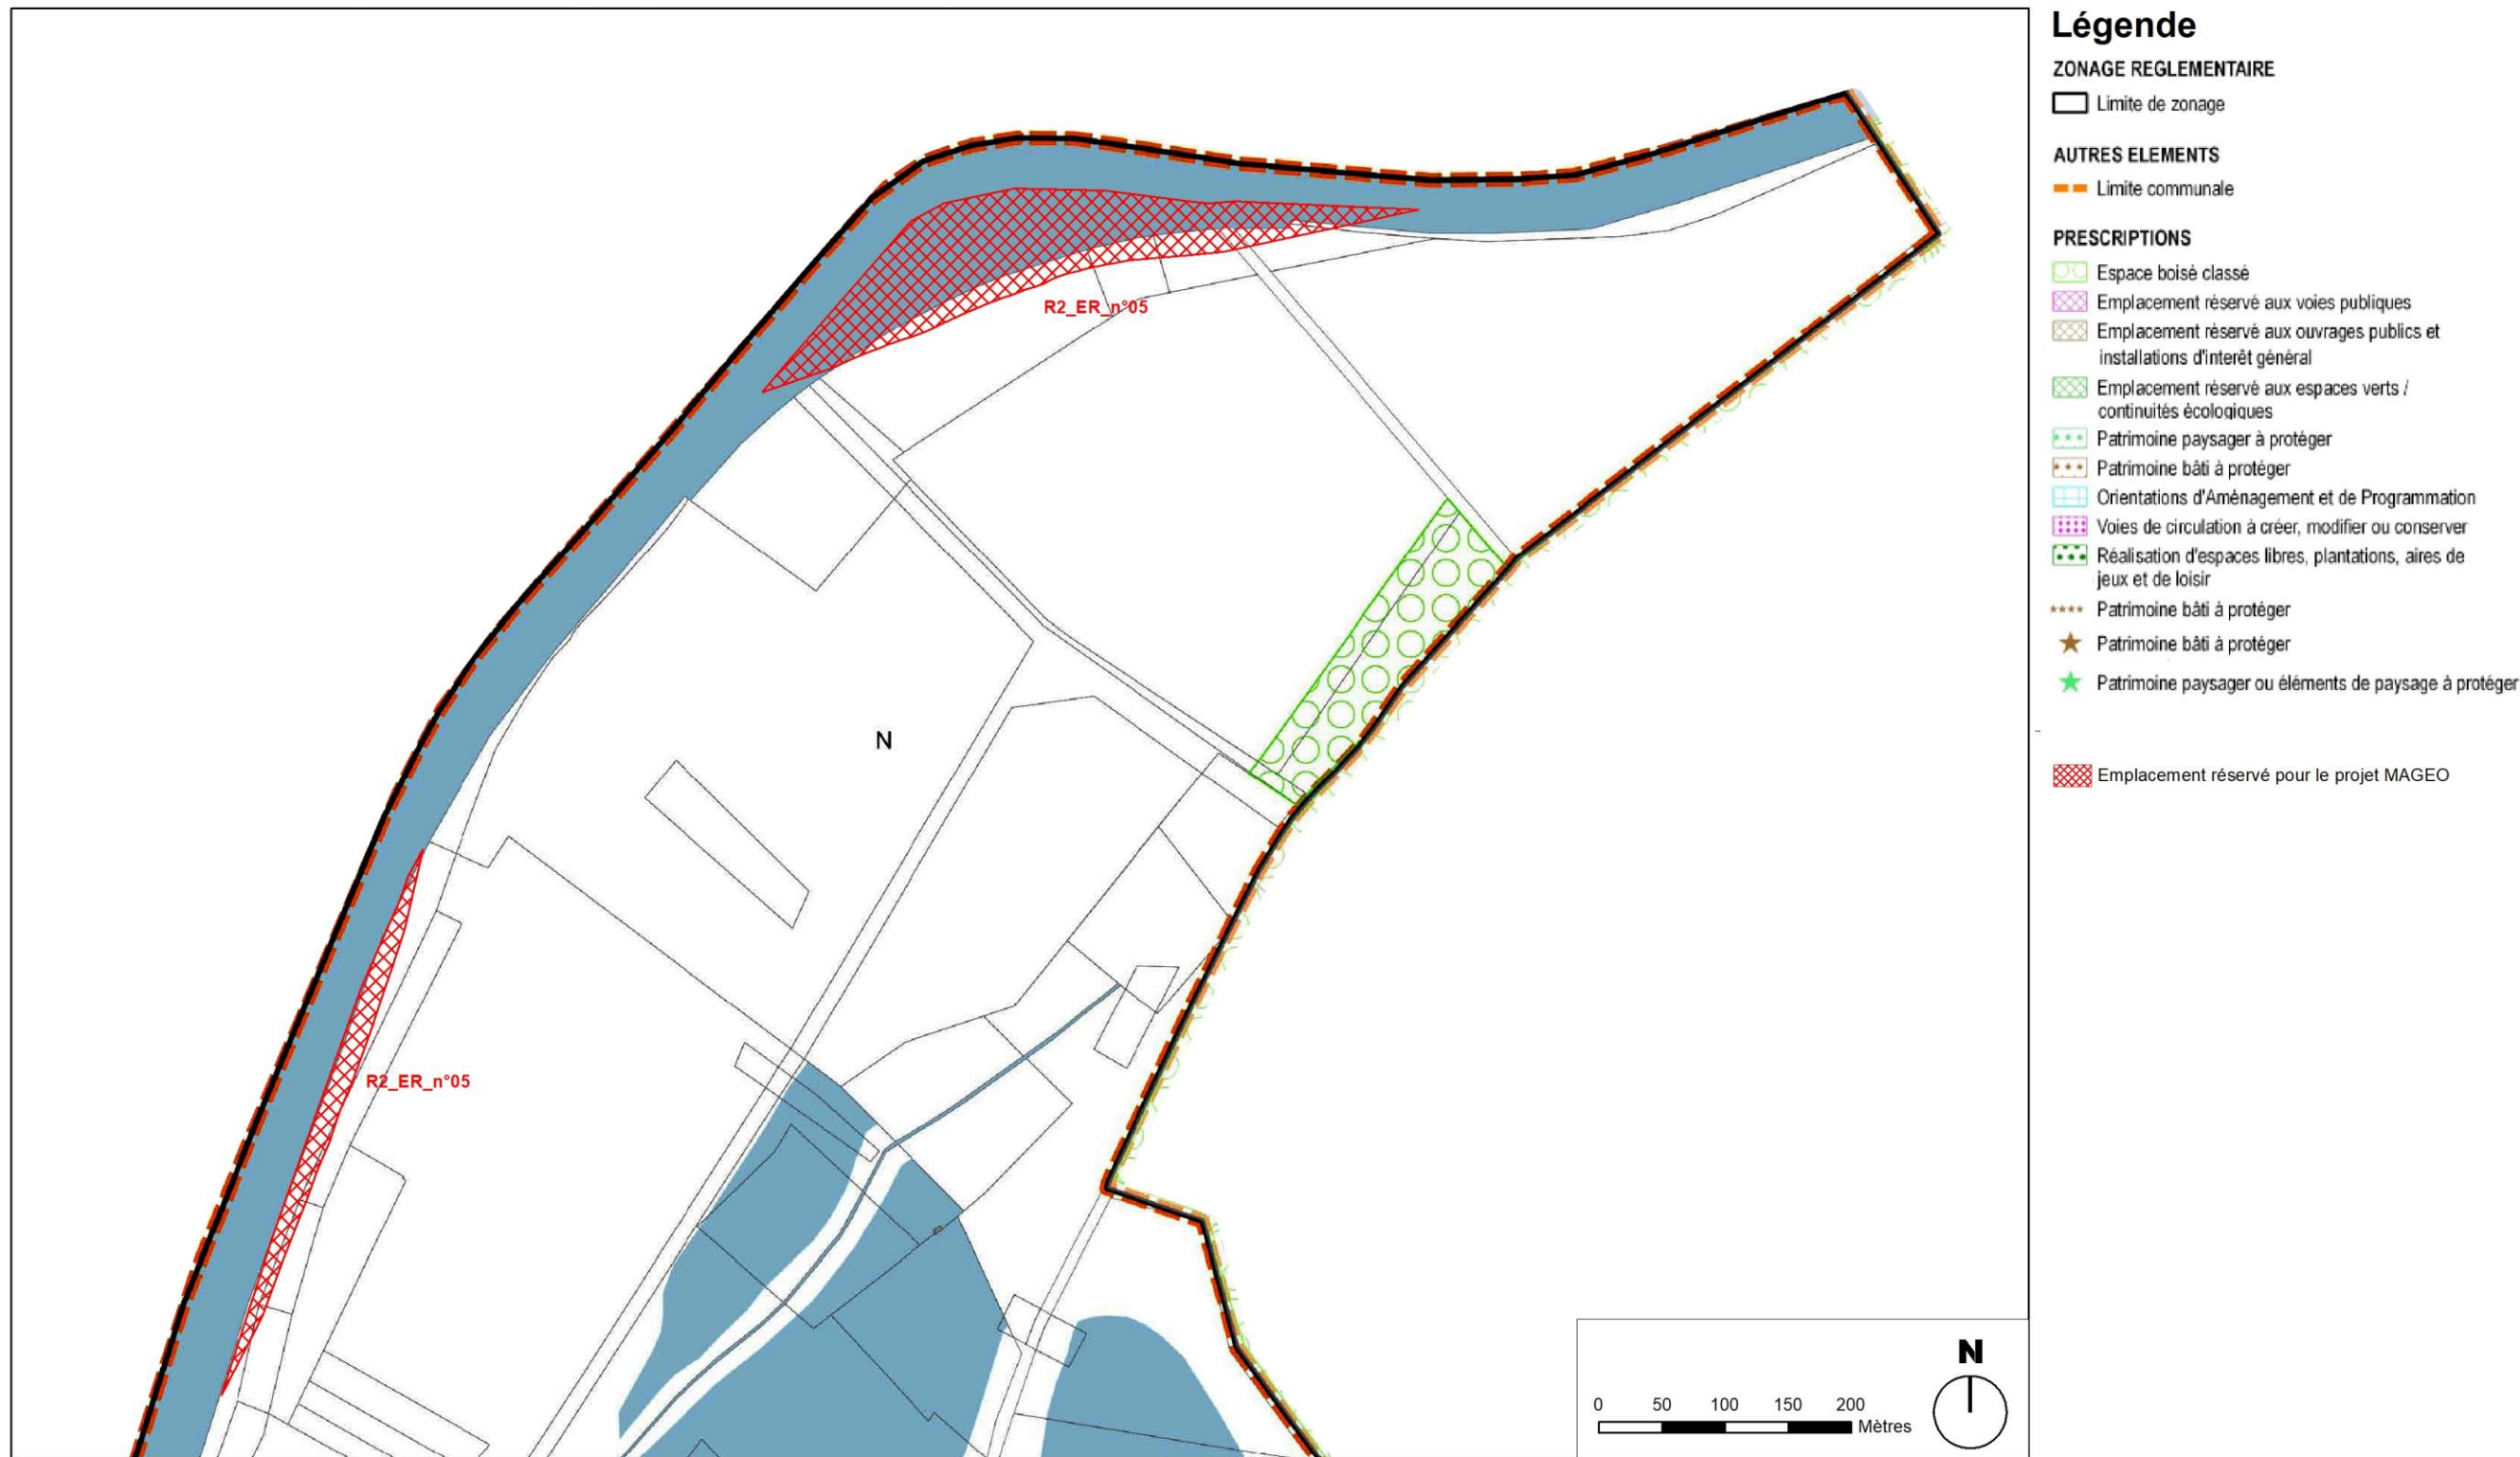 Légende
ZONAGE REGLEMENTAIRE
Limite de zonage
AUTRES ELEMENTS
Limite communale
PRESCRIPTIONS
Espace boisé classé
Emplacement réservé aux voies publiques
Emplacement réservé aux ouvrages publics et
installations d'interêt général
Emplacement réservé aux espaces verts /
continuités écologiques
Patrimoine paysager à protéger
Patrimoine bâti à protéger
Orientations d'Aménagement et de Programmation
Voies de circulation à créer, modifier ou conserver
Réalisation d'espaces libres, plantations, aires de
jeux et de loisir
Patrimoine bâti à protéger
Patrimoine bâti à protéger
Patrimoine paysager ou éléments de paysage à protéger
Emplacement réservé pour le projet MAGEO
R2_ER_n°05
N
R2_ER_n°05
N
0 50 100 150 200
Mètres